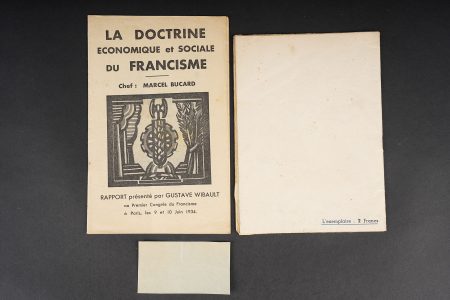 LA DOCTRINE
ECONOMIQUE et SOCIALE
DU FRANCISME
Chef : MARCEL BUCARD
RAPPORT présenté par GUSTAVE WIBAULT
au Premier Congrès du Francisme
à Paris, les 9 et 10 Juin 1934.
L'exemplaire : 2 Francs